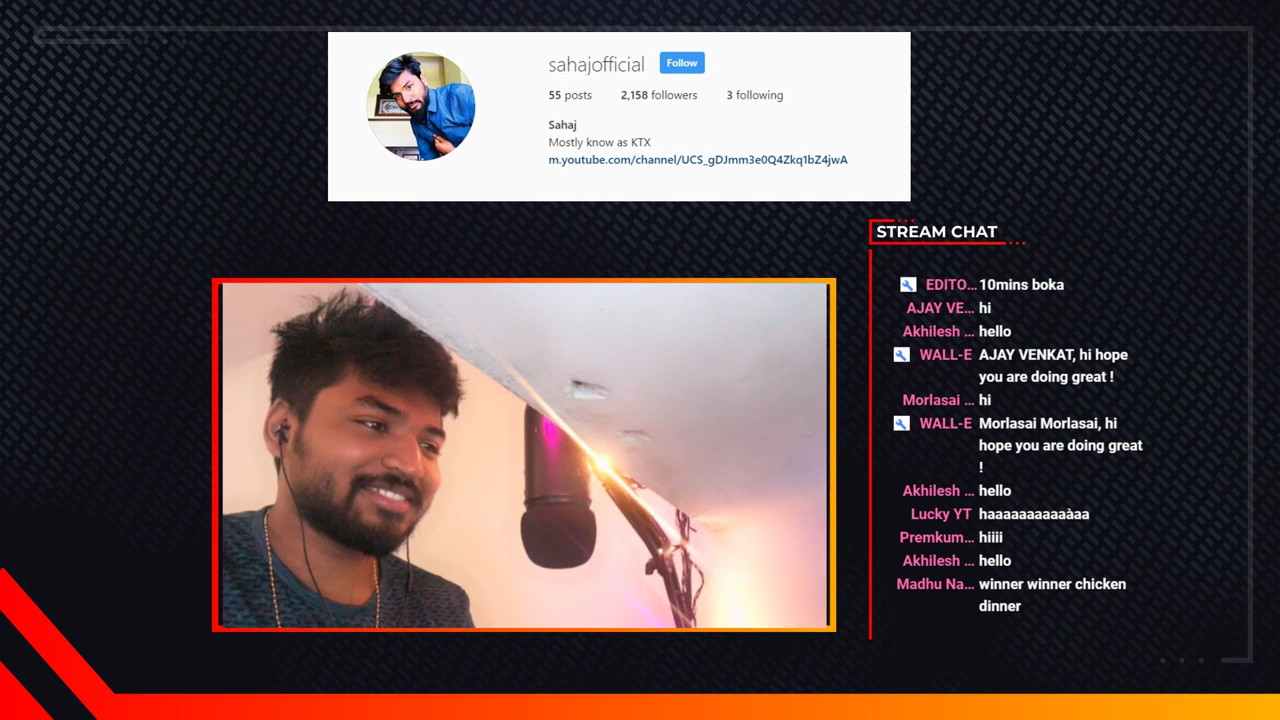 sahajofficial
Follow
55 posts 2,158 followers 3 following
Sahaj
Mostly know as KTX
m.youtube.com/channel/UCS_gDJmm3e0Q4Zkq1bZ4jwA
STREAM CHAT
EDITO... 10mins boka
AJAY VE... hi
Akhilesh ... hello
WALL-E AJAY VENKAT, hi hope
you are doing great !
Morlasai ... hi
WALL-E Morlasai Morlasai, hi
hope you are doing great
!
Akhilesh ... hello
Lucky YT haaaaaaaaaaàaa
Premkum... hiiii
Akhilesh ... hello
Madhu Na... winner winner chicken
dinner